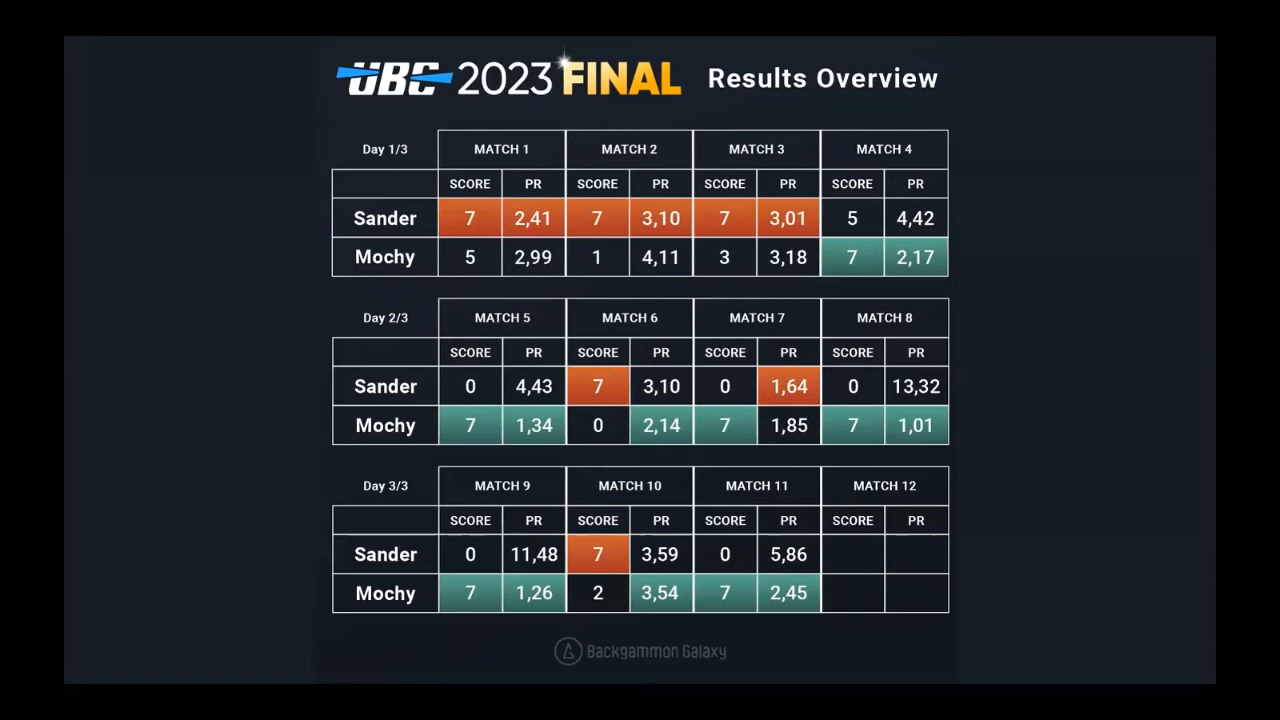 UBC 2023 FINAL Results Overview
Day 1/3 MATCH 1 MATCH 2 MATCH 3 MATCH 4
SCORE PR SCORE PR SCORE PR SCORE PR
Sander 7 2,41 7 3,10 7 3,01 5 4,42
Mochy 5 2,99 1 4,11 3 3,18 7 2,17
Day 2/3 MATCH 5 MATCH 6 MATCH 7 MATCH 8
SCORE PR SCORE PR SCORE PR SCORE PR
Sander 0 4,43 7 3,10 0 1,64 0 13,32
Mochy 7 1,34 0 2,14 7 1,85 7 1,01
Day 3/3 MATCH 9 MATCH 10 MATCH 11 MATCH 12
SCORE PR SCORE PR SCORE PR SCORE PR
Sander 0 11,48 7 3,59 0 5,86
Mochy 7 1,26 2 3,54 7 2,45
Backgammon Galaxy